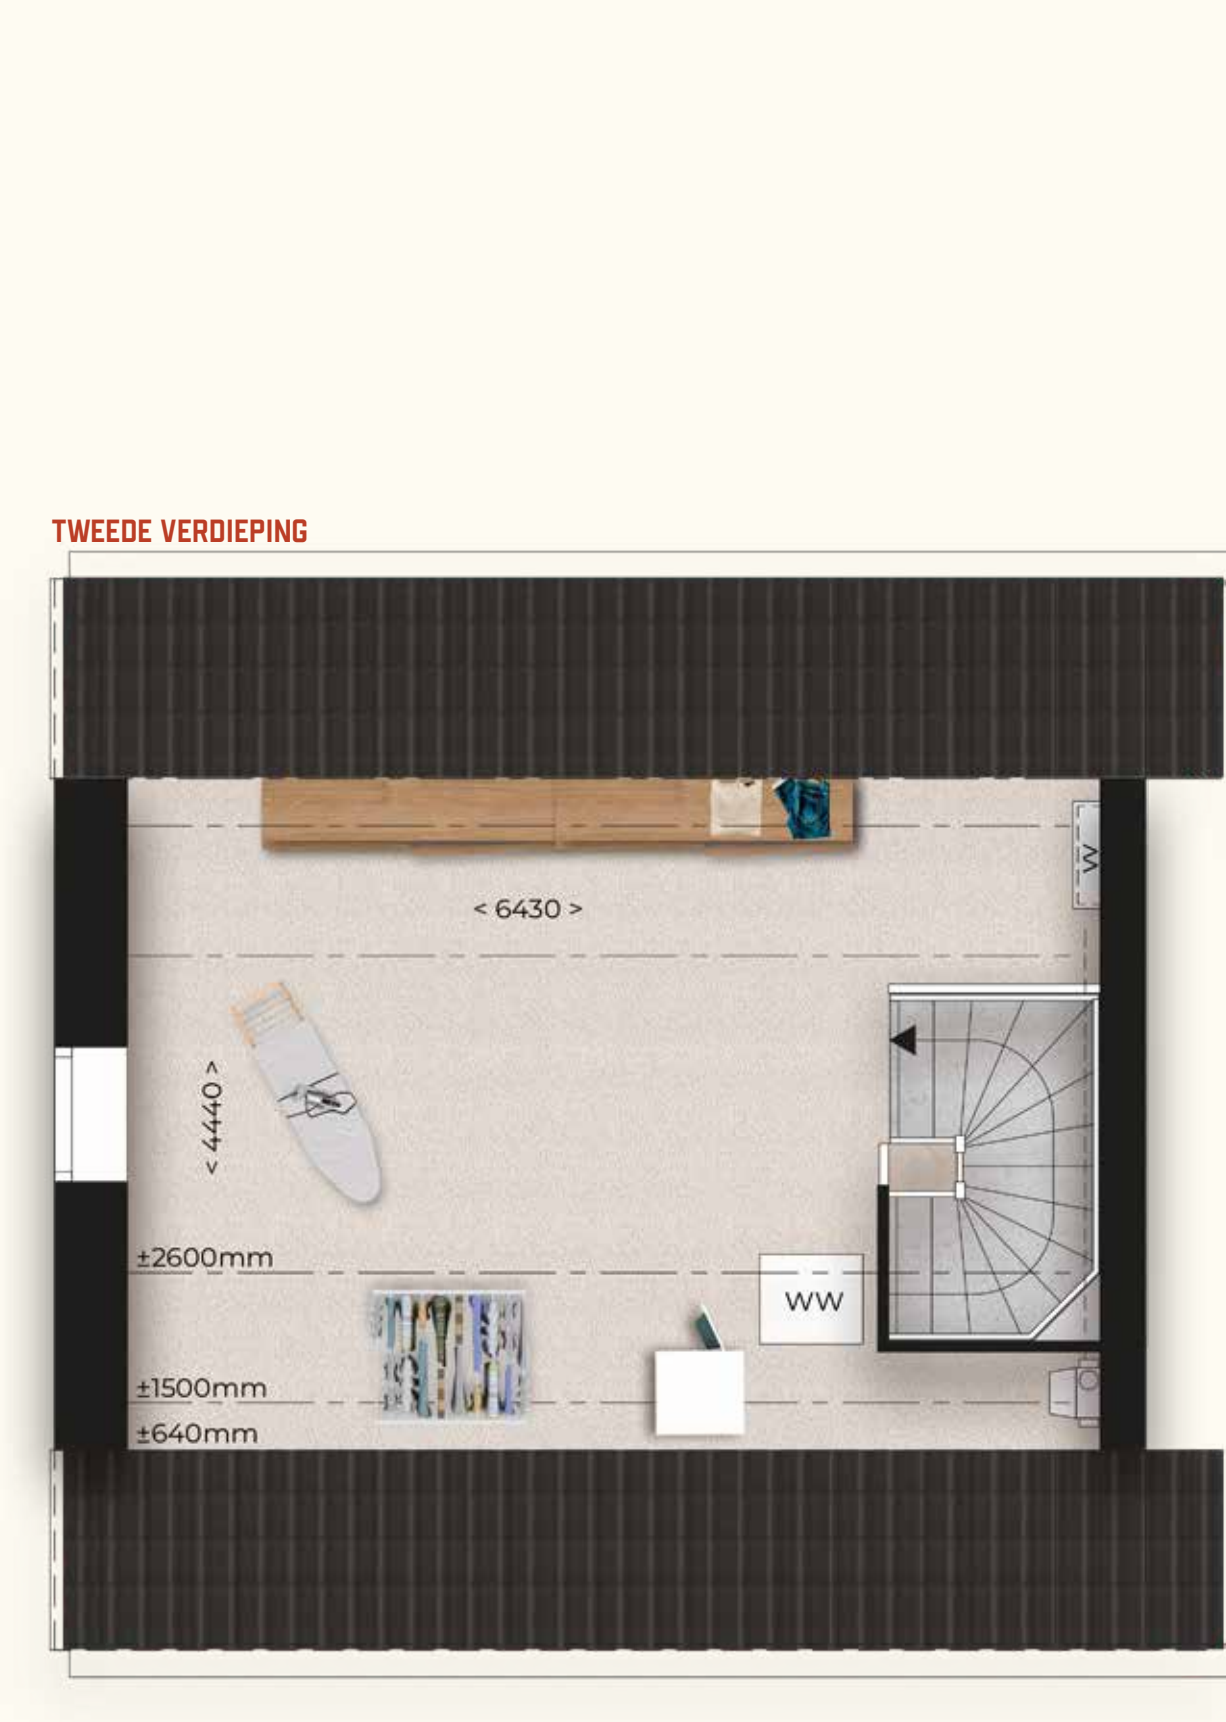 TWEEDE VERDIEPING
W
< 6430 >
< 4440 >
±2600mm
WW
±1500mm
±640mm